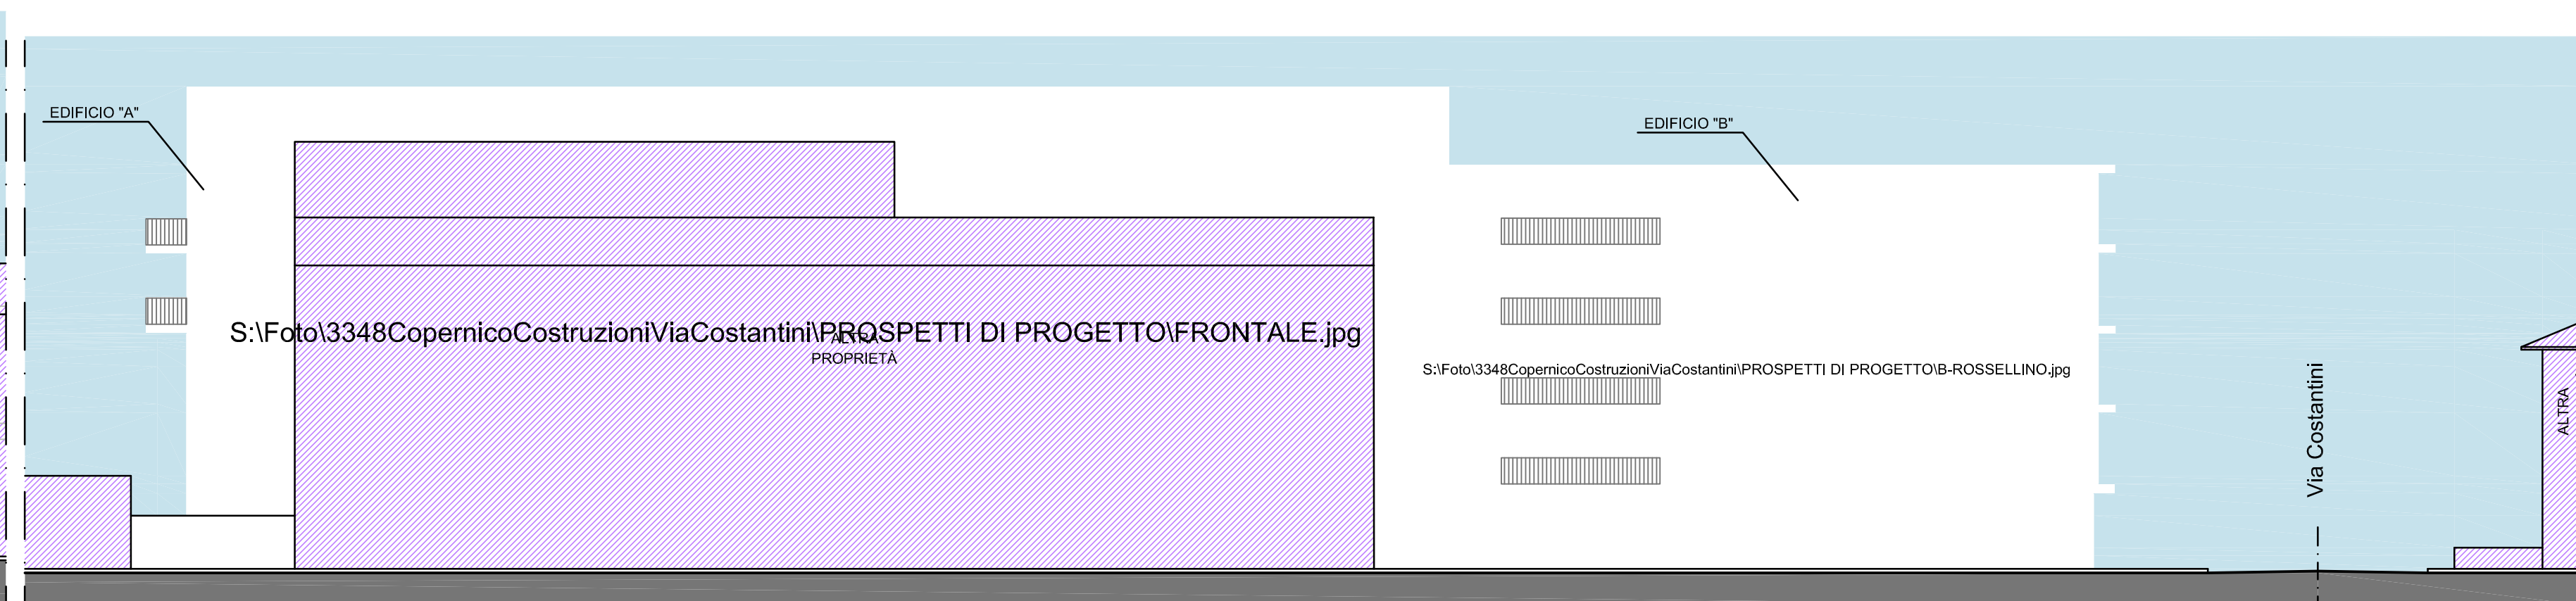 EDIFICIO "A"
EDIFICIO "B"
S:\Foto\3348CopernicoCostruzioniViaCostantini\PROSPETTI DI PROGETTO\FRONTALE.jpg
ALTRA
PROPRIETÀ
S:\Foto\3348CopernicoCostruzioniViaCostantini\PROSPETTI DI PROGETTO\B-ROSSELLINO.jpg
Via Costantini
ALTRA